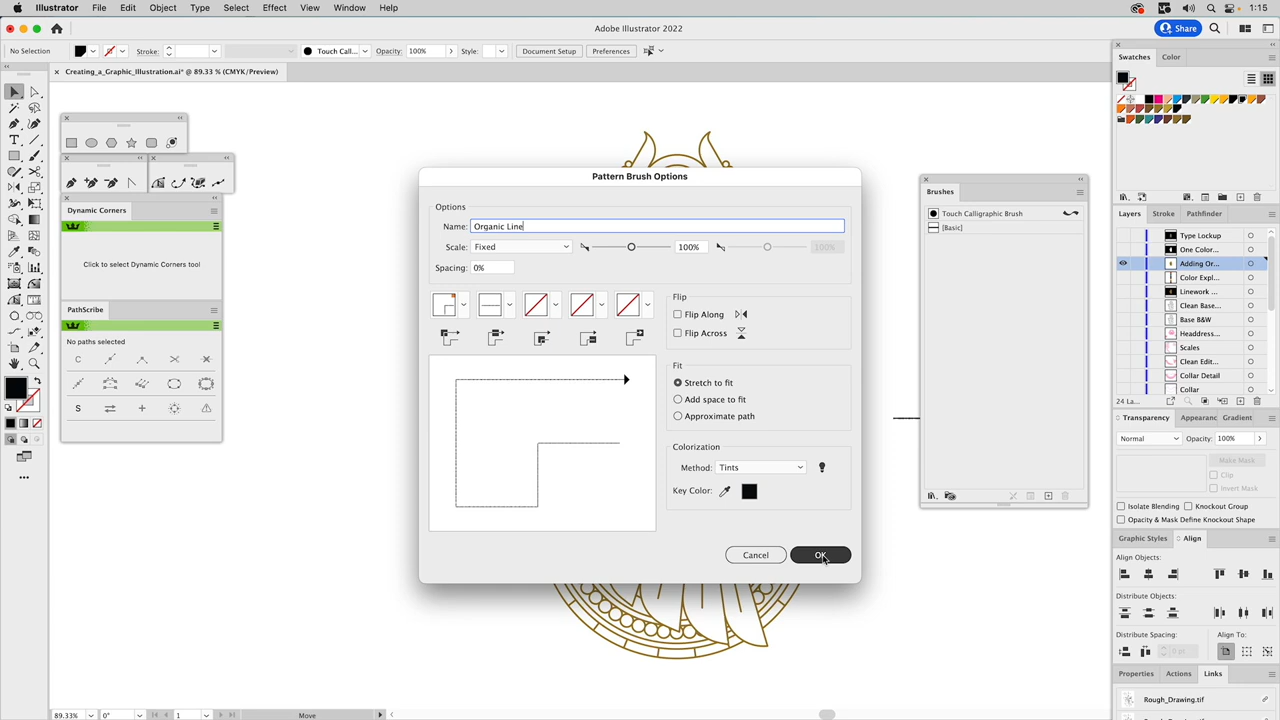 Illustrator File Edit Object Type Select Effect View Window Help 1:15
Adobe Illustrator 2022
Share
No Selection Stroke: Touch Call... Opacity: 100% Style: Document Setup Preferences
Creating_a_Graphic_Illustration.ai* @ 89.33 % (CMYK/Preview)
Dynamic Corners
Click to select Dynamic Corners tool
PathScribe
No paths selected
Pattern Brush Options
Options
Name: Organic Line
Scale: Fixed 100% 100%
Spacing: 0%
Flip
Flip Along
Flip Across
Fit
Stretch to fit
Add space to fit
Approximate path
Colorization
Method: Tints
Key Color:
Cancel OK
Brushes
Touch Calligraphic Brush
[Basic]
Swatches Color
Layers Stroke Pathfinder
Type Lockup
One Color...
Adding Or...
Color Expl...
Linework ...
Clean Base...
Base B&W
Headdress...
Scales
Clean Edit...
Collar Detail
Collar
24 La...
Transparency Appearanc Gradient
Normal Opacity: 100%
Make Mask
Clip
Invert Mask
Isolate Blending Knockout Group
Opacity & Mask Define Knockout Shape
Graphic Styles Align
Align Objects:
Distribute Objects:
Distribute Spacing: Align To:
0 pt
Properties Actions Links
Rough_Drawing.tif
89.33% 0° 1 Move